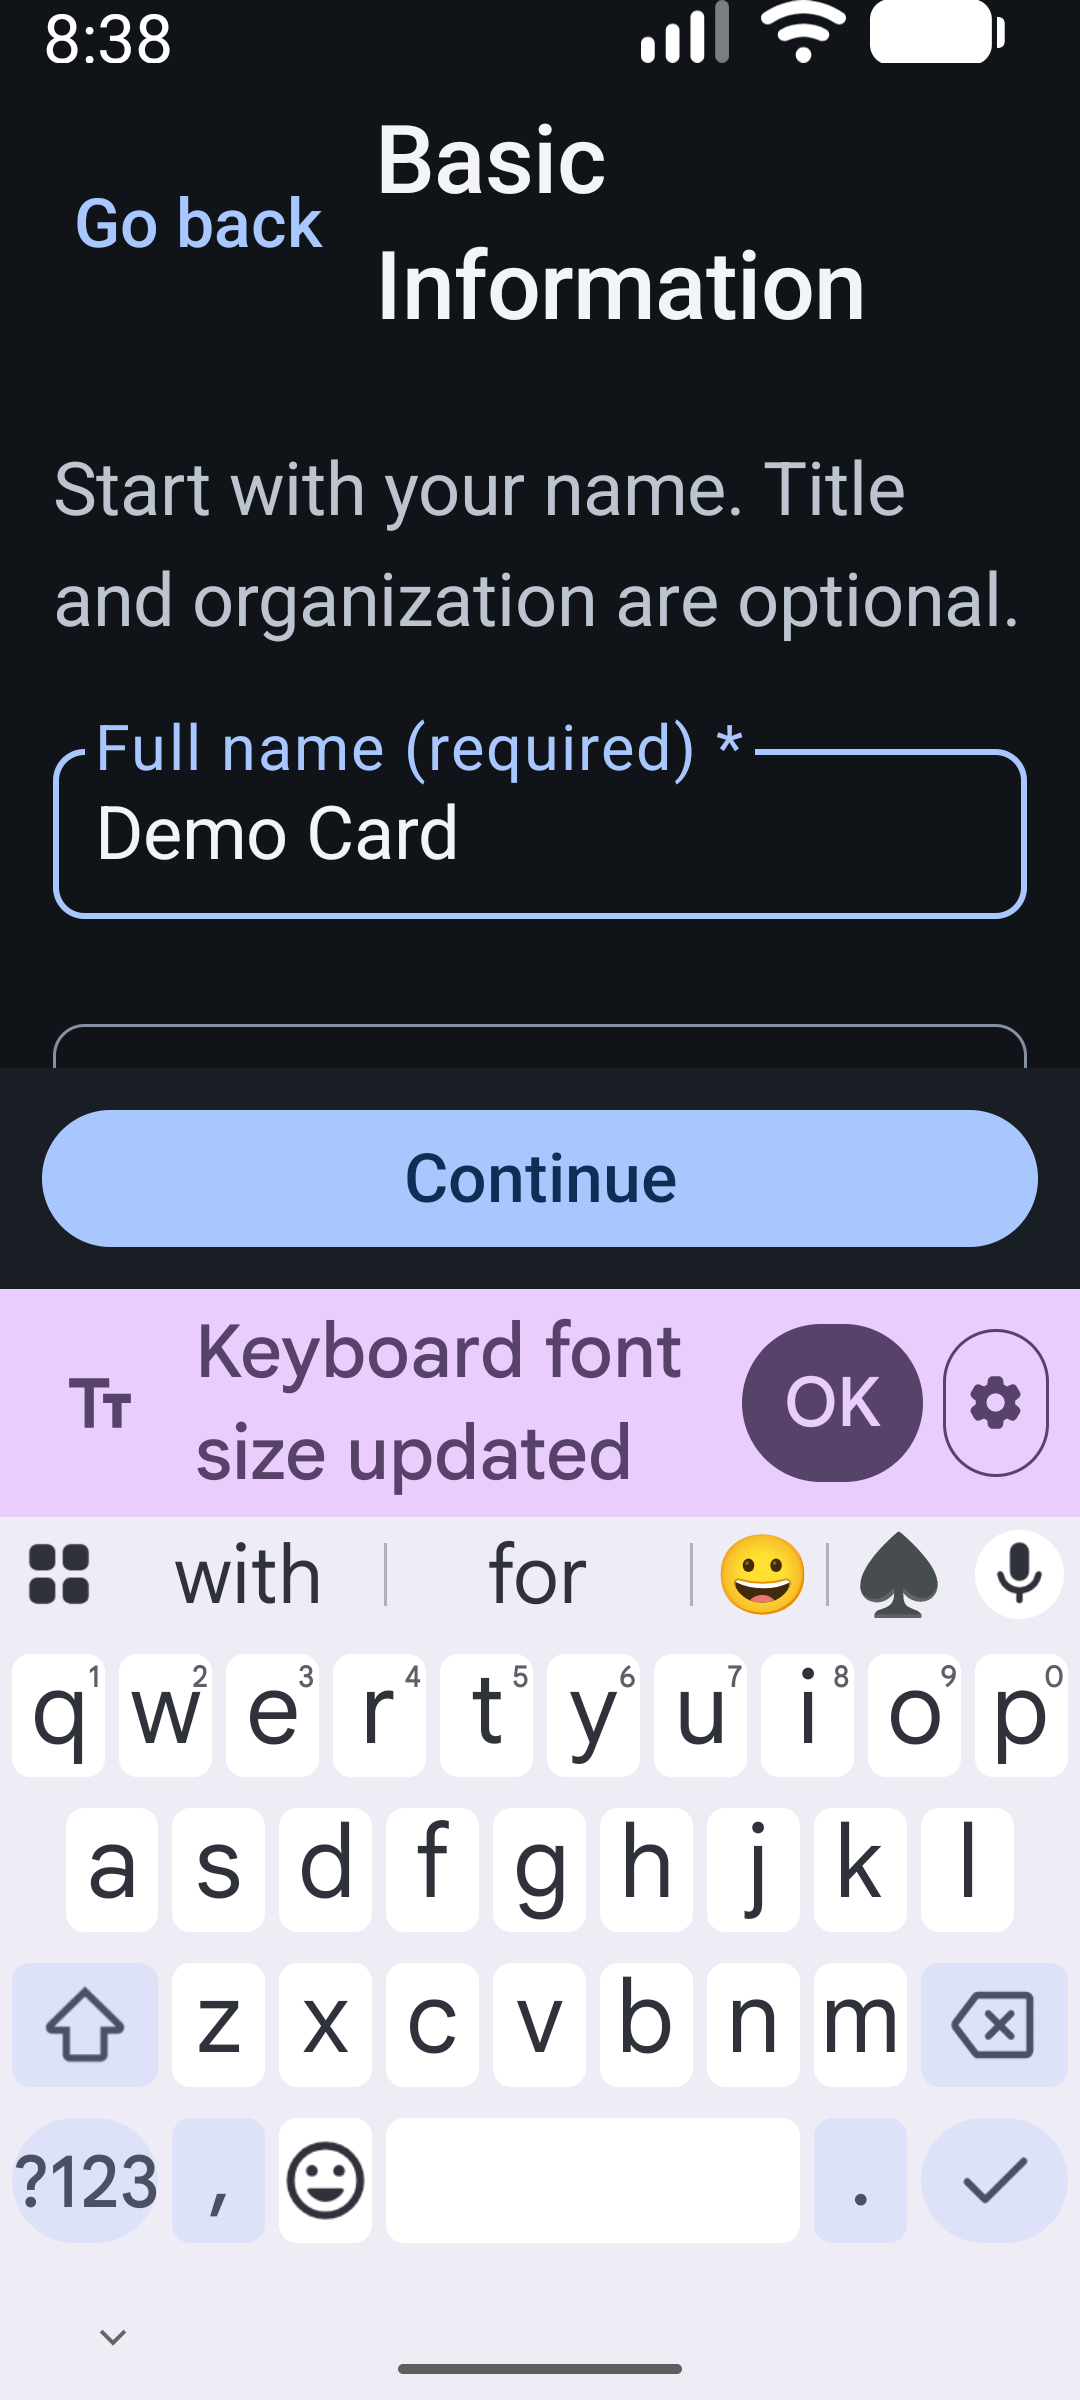 8:38
Go back
Basic
Information
Start with your name. Title
and organization are optional.
Full name (required) *
Demo Card
Continue
Keyboard font
size updated
OK
with for
q1 w2 e3 r4 t5 y6 u7 i8 o9 p0
a s d f g h j k l
z x c v b n m
?123 , .